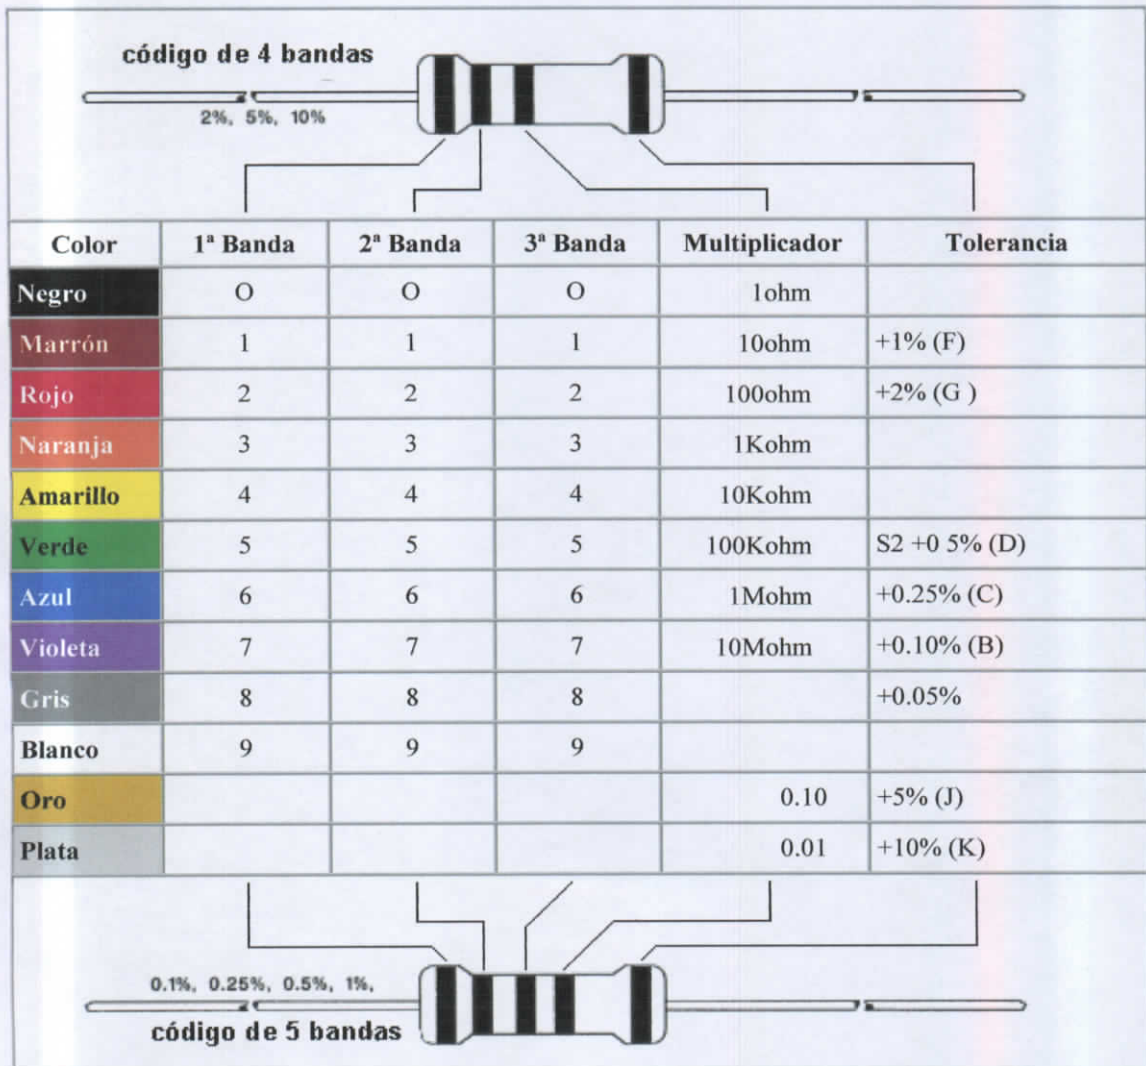 código de 4 bandas
2%, 5%, 10%
Color 1ª Banda 2ª Banda 3ª Banda Multiplicador Tolerancia
Negro O O O 1ohm
Marrón 1 1 1 10ohm +1% (F)
Rojo 2 2 2 100ohm +2% (G )
Naranja 3 3 3 1Kohm
Amarillo 4 4 4 10Kohm
Verde 5 5 5 100Kohm S2 +0 5% (D)
Azul 6 6 6 1Mohm +0.25% (C)
Violeta 7 7 7 10Mohm +0.10% (B)
Gris 8 8 8 +0.05%
Blanco 9 9 9
Oro 0.10 +5% (J)
Plata 0.01 +10% (K)
0.1%, 0.25%, 0.5%, 1%,
código de 5 bandas